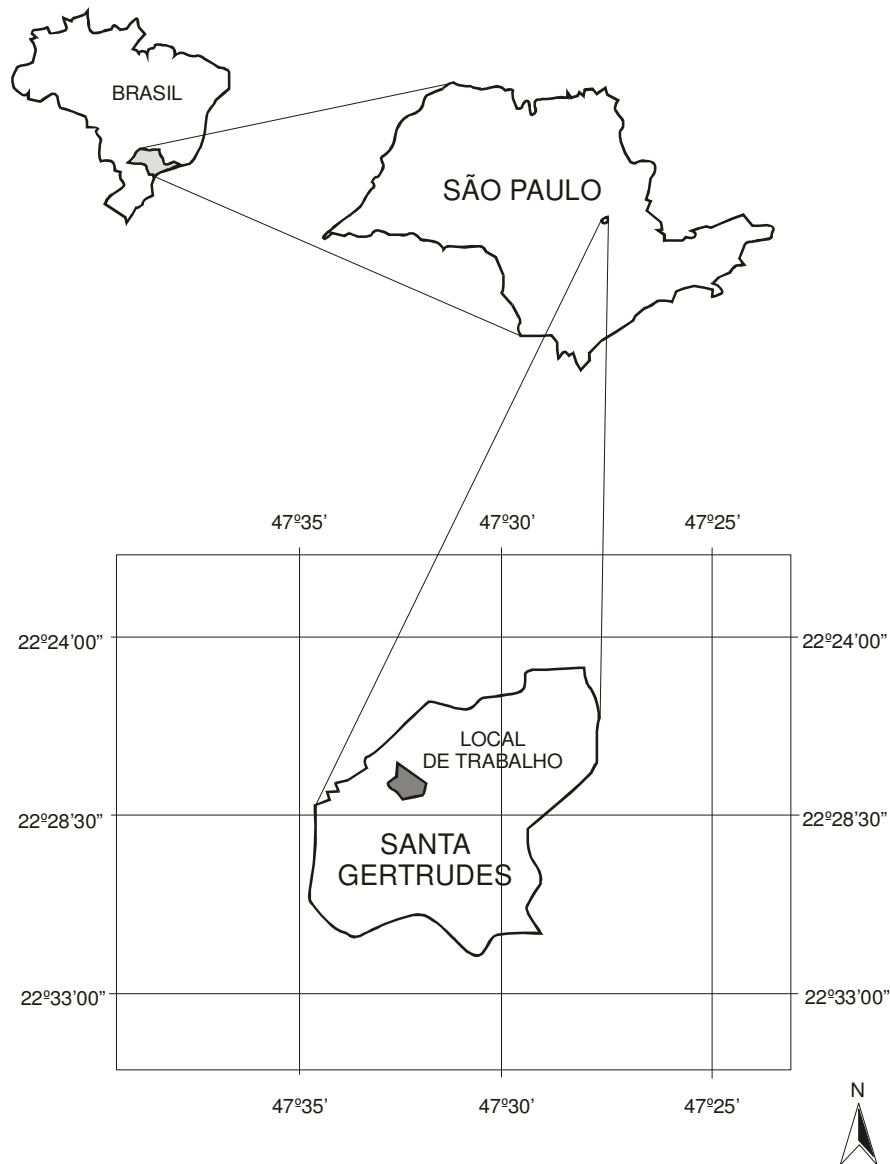 BRASIL
SÃO PAULO
47º35’ 47º30’ 47º25’
22º24’00” 22º24’00”
LOCAL
DE TRABALHO
22º28’30” 22º28’30”
SANTA
GERTRUDES
22º33’00” 22º33’00”
47º35’ 47º30’ 47º25’
N